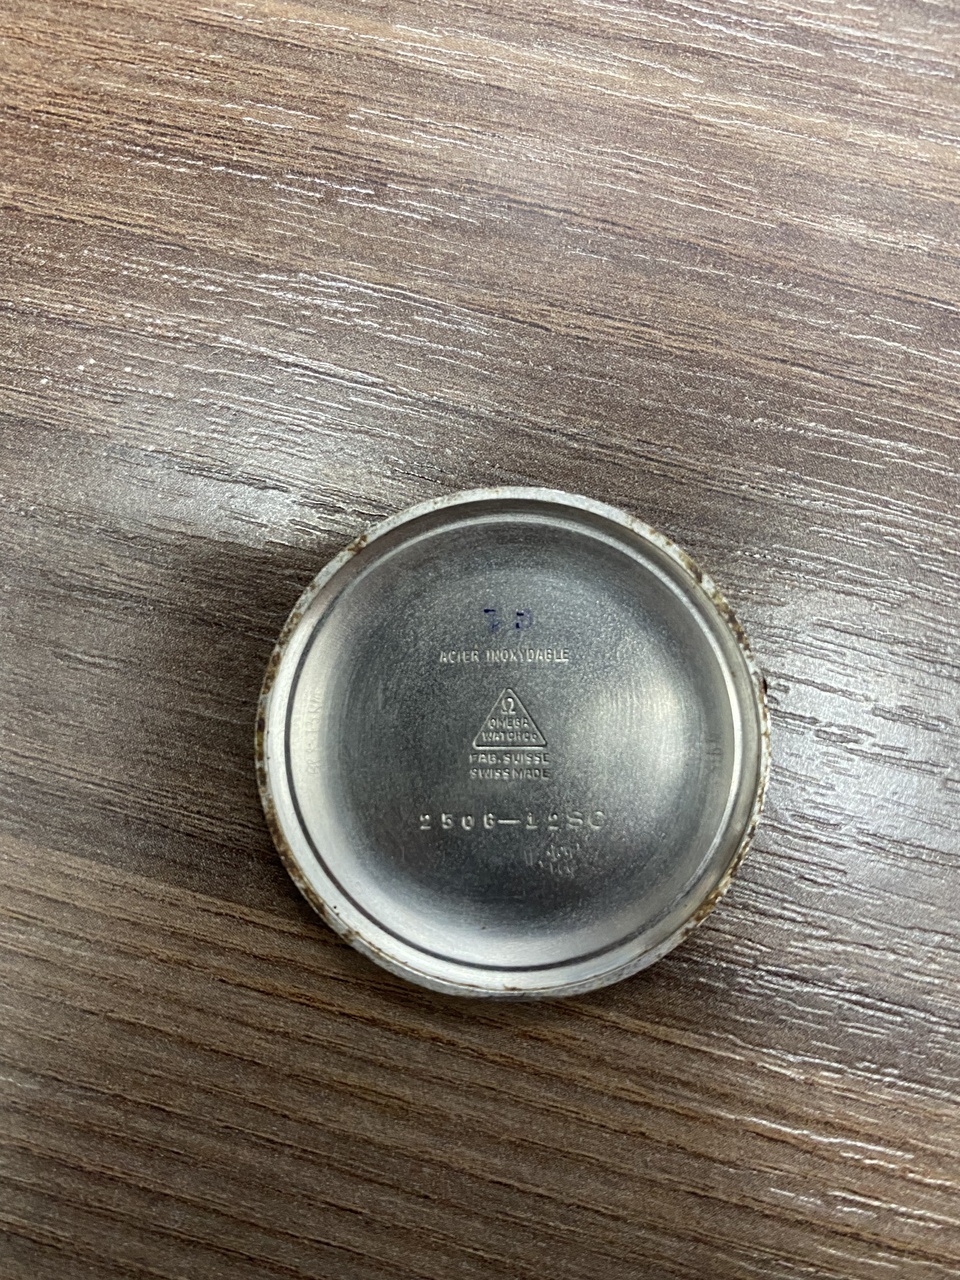 ACIER INOXYDABLE
Ω
OMEGA
WATCH Co
FAB. SUISSE
SWISS MADE
2506-12SC